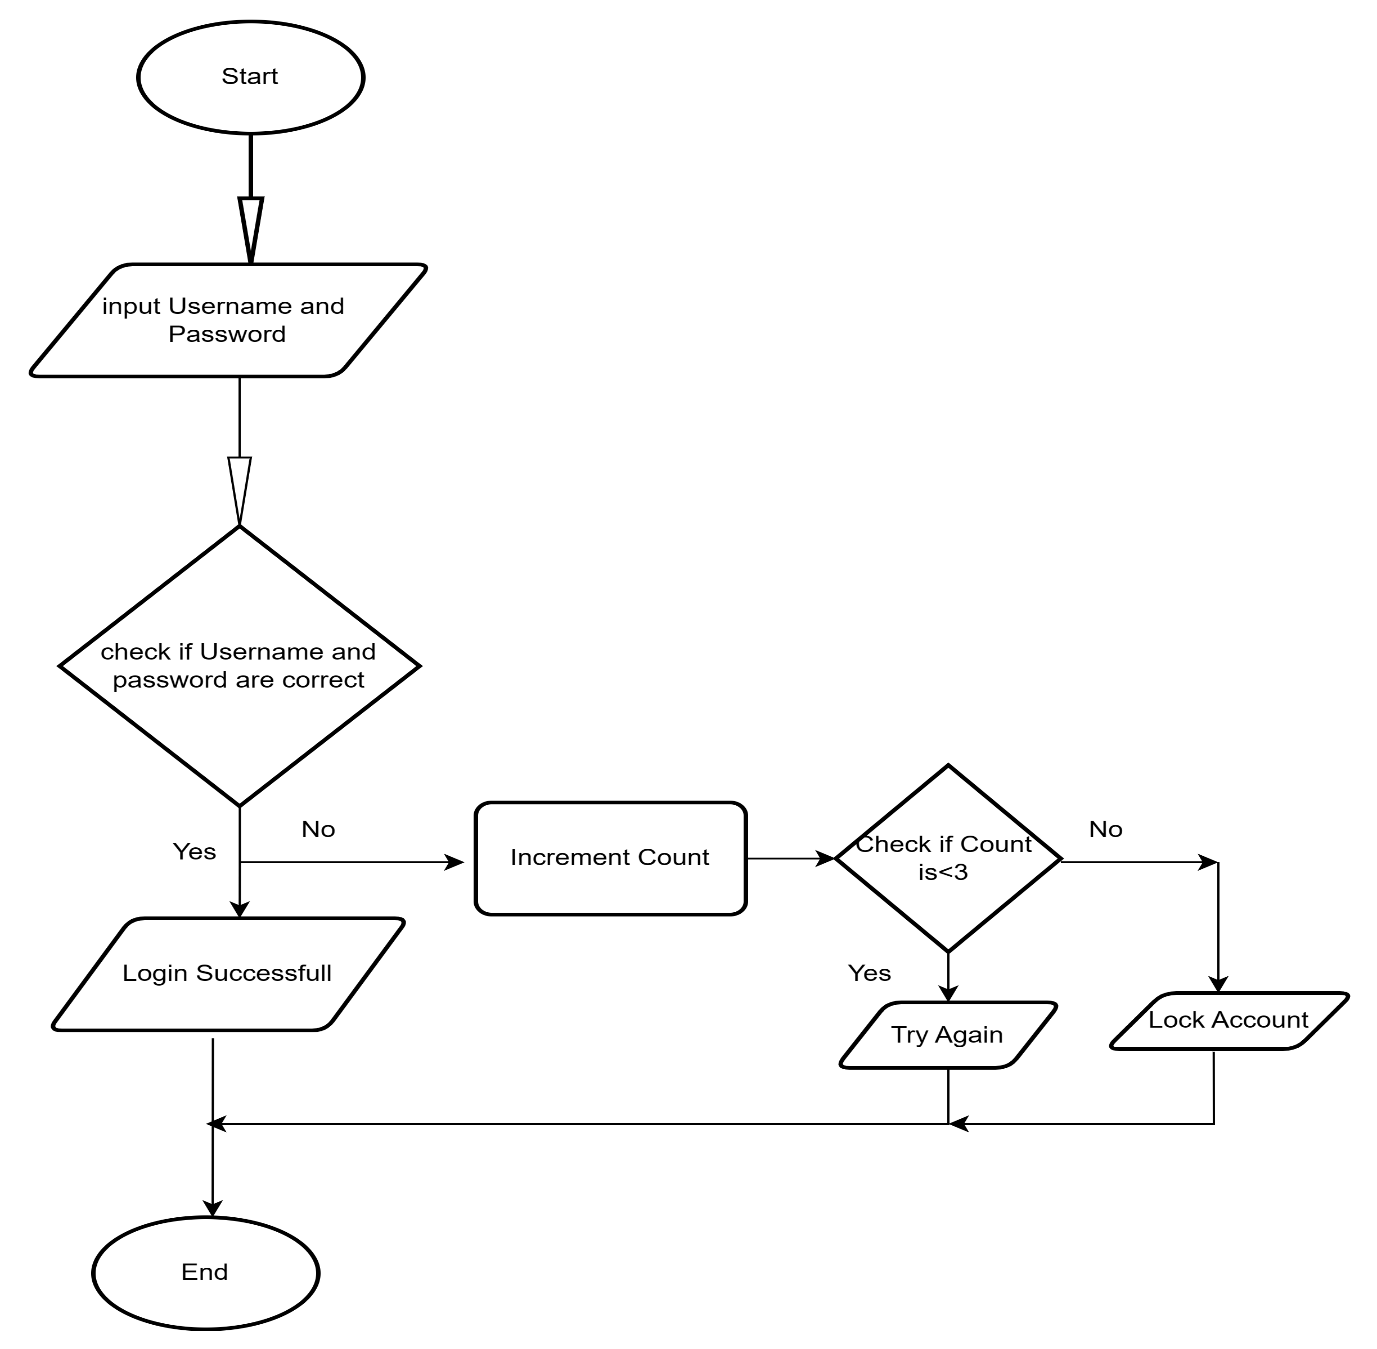 Start
input Username and
Password
check if Username and
password are correct
Yes
No
Increment Count
Check if Count
is<3
No
Login Successfull
Yes
Try Again
Lock Account
End